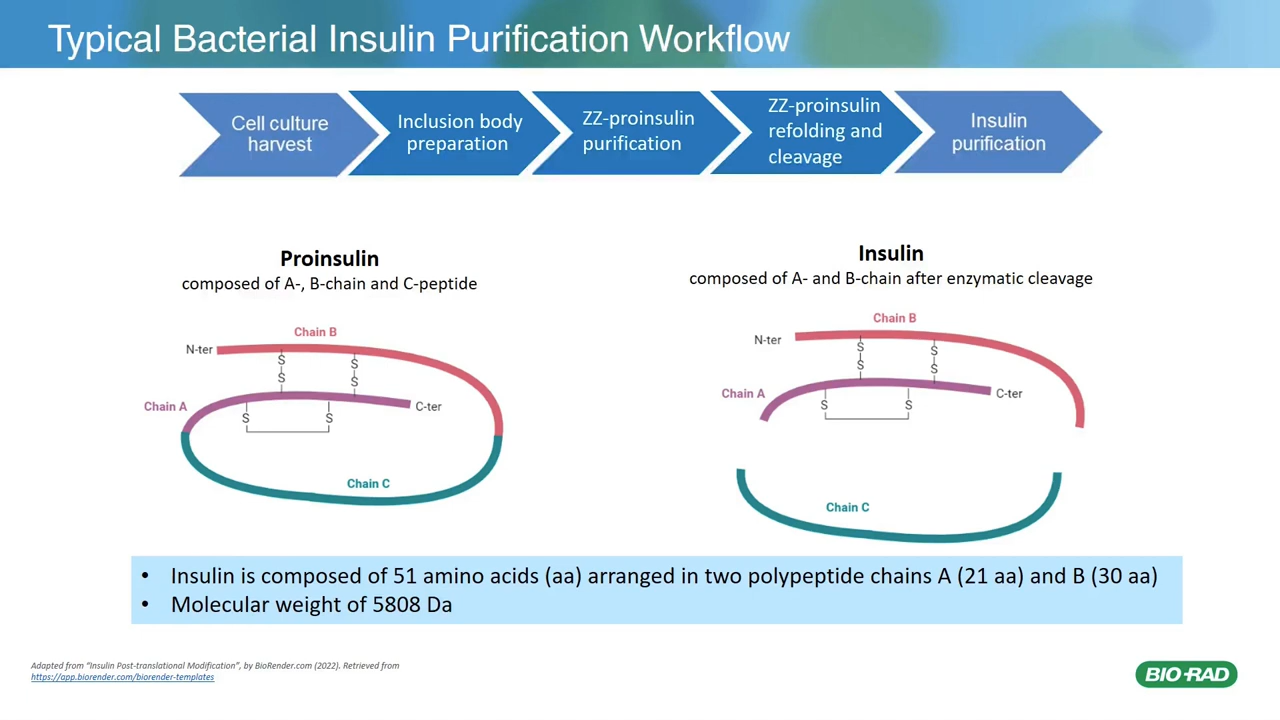 Typical Bacterial Insulin Purification Workflow
Cell culture
harvest
Inclusion body
preparation
ZZ-proinsulin
purification
ZZ-proinsulin
refolding and
cleavage
Insulin
purification
Proinsulin
composed of A-, B-chain and C-peptide
Chain B
N-ter
S
S
S
S
Chain A
C-ter
S
S
Chain C
Insulin
composed of A- and B-chain after enzymatic cleavage
Chain B
N-ter
S
S
S
S
Chain A
C-ter
S
S
Chain C
• Insulin is composed of 51 amino acids (aa) arranged in two polypeptide chains A (21 aa) and B (30 aa)
• Molecular weight of 5808 Da
Adapted from “Insulin Post-translational Modification”, by BioRender.com (2022). Retrieved from
https://app.biorender.com/biorender-templates
BIO-RAD